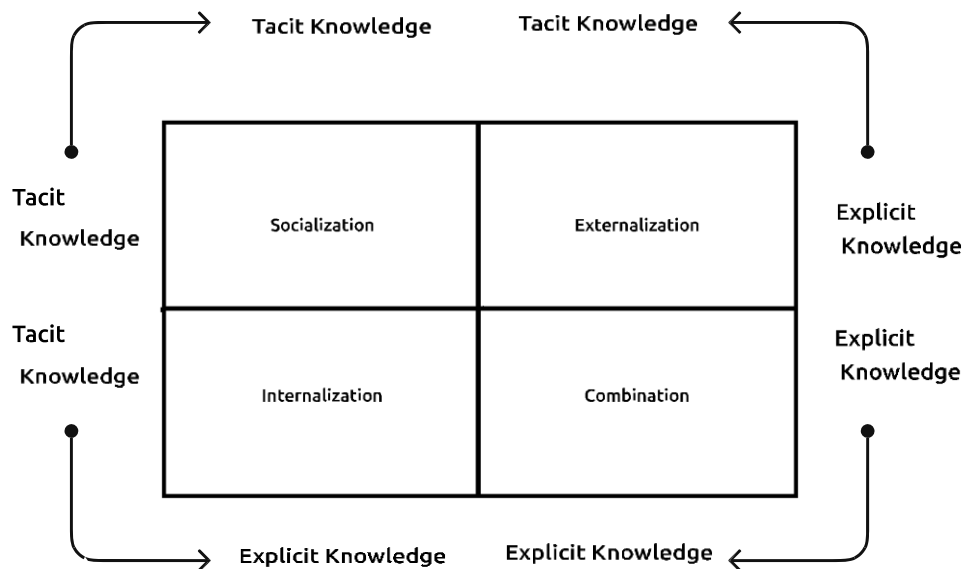 Tacit Knowledge
Tacit Knowledge
Tacit
Knowledge
Socialization
Externalization
Explicit
Knowledge
Tacit
Knowledge
Internalization
Combination
Explicit
Knowledge
Explicit Knowledge
Explicit Knowledge